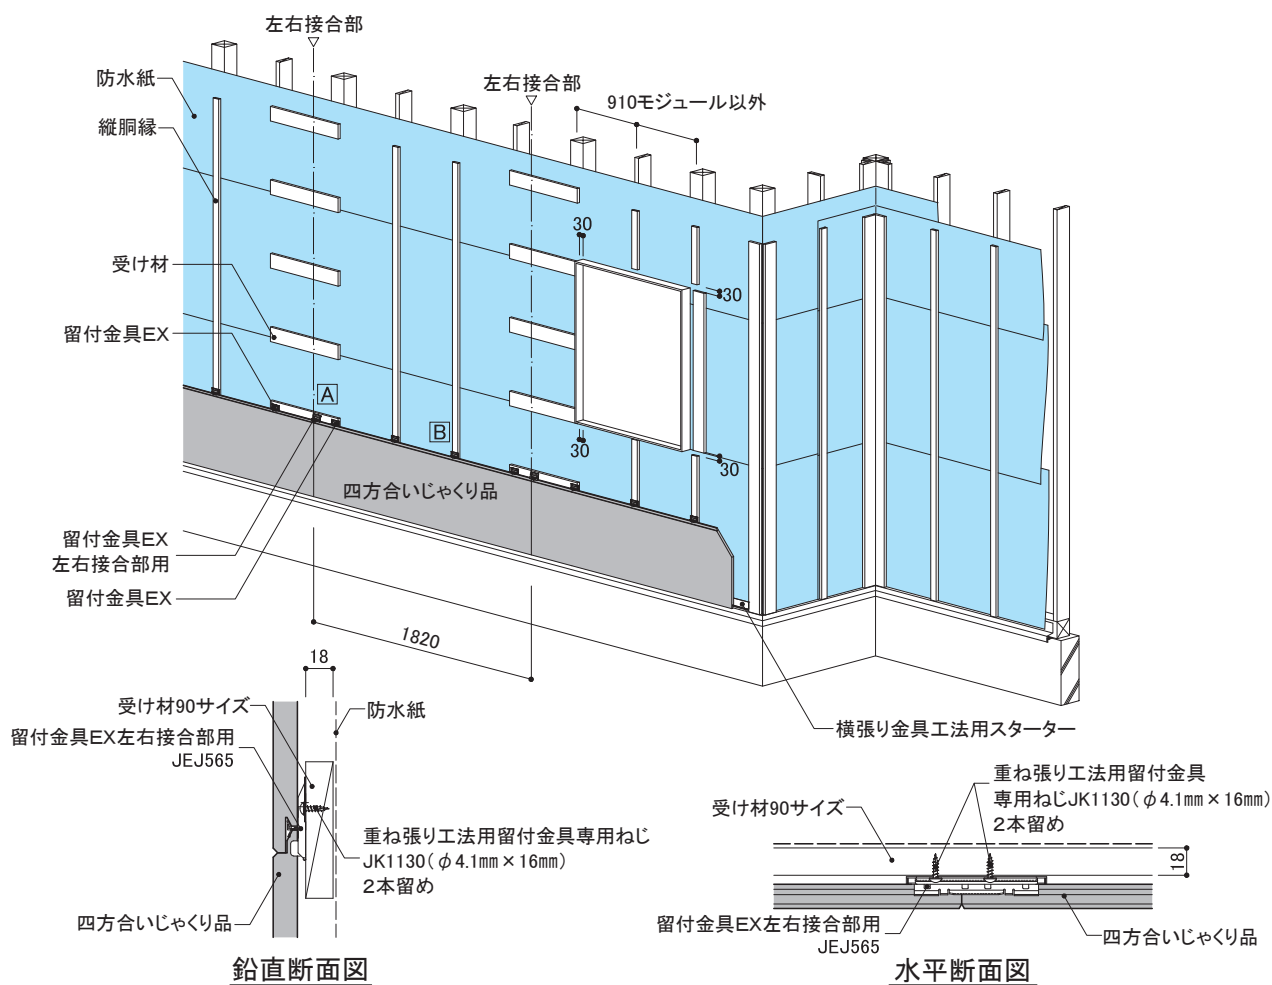 左右接合部
左右接合部
910モジュール以外
防水紙
縦胴縁
受け材
留付金具EX
30
30
A
B
30
30
四方合いじゃくり品
留付金具EX
左右接合部用
留付金具EX
1820
横張り金具工法用スターター
18
受け材90サイズ
防水紙
留付金具EX左右接合部用
JEJ565
重ね張り工法用留付金具専用ねじ
JK1130(φ4.1mm×16mm)
2本留め
四方合いじゃくり品
鉛直断面図
重ね張り工法用留付金具
専用ねじJK1130(φ4.1mm×16mm)
2本留め
受け材90サイズ
18
留付金具EX左右接合部用
JEJ565
四方合いじゃくり品
水平断面図